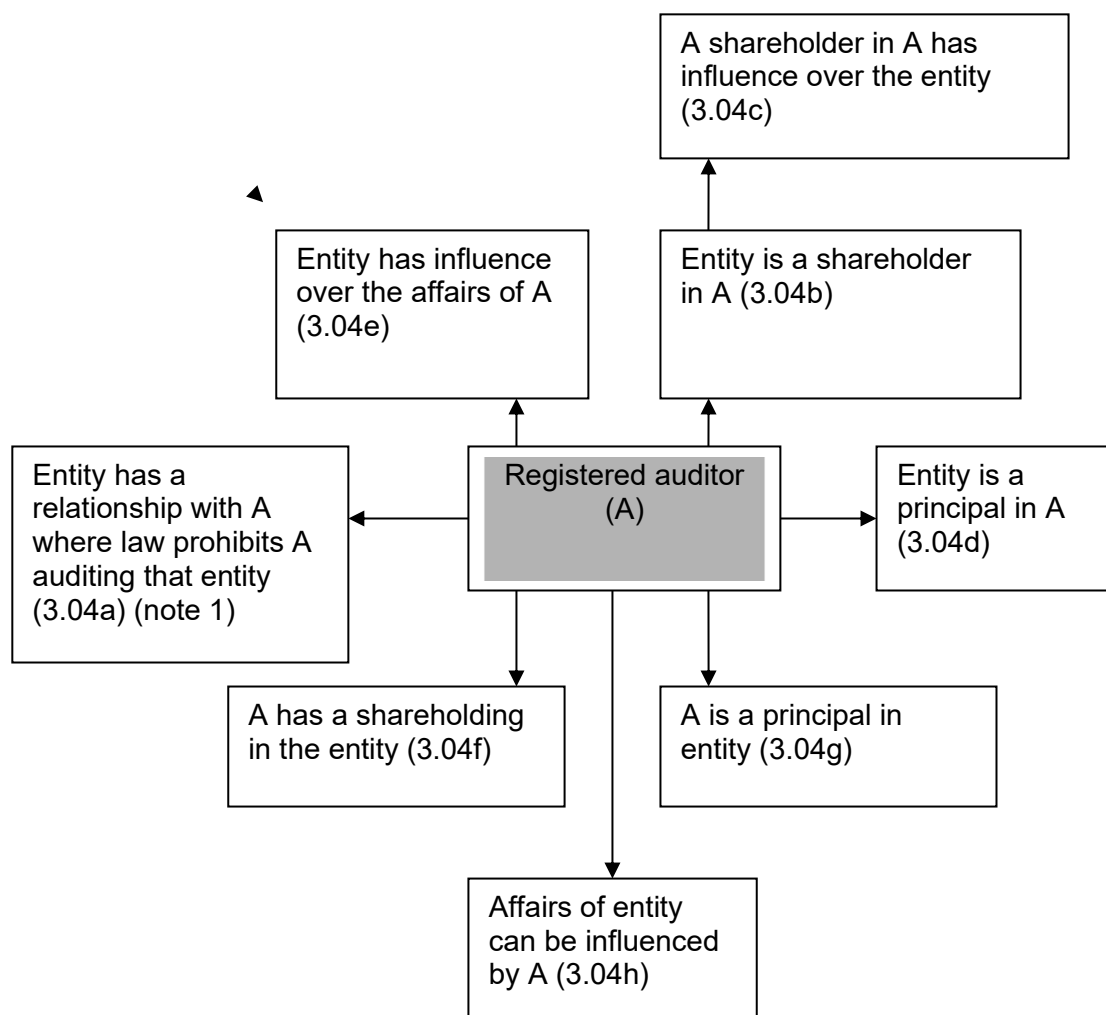 A shareholder in A has
influence over the entity
(3.04c)
Entity has influence
over the affairs of A
(3.04e)
Entity is a shareholder
in A (3.04b)
Entity has a
relationship with A
where law prohibits A
auditing that entity
(3.04a) (note 1)
Registered auditor
(A)
Entity is a
principal in A
(3.04d)
A has a shareholding
in the entity (3.04f)
A is a principal in
entity (3.04g)
Affairs of entity
can be influenced
by A (3.04h)